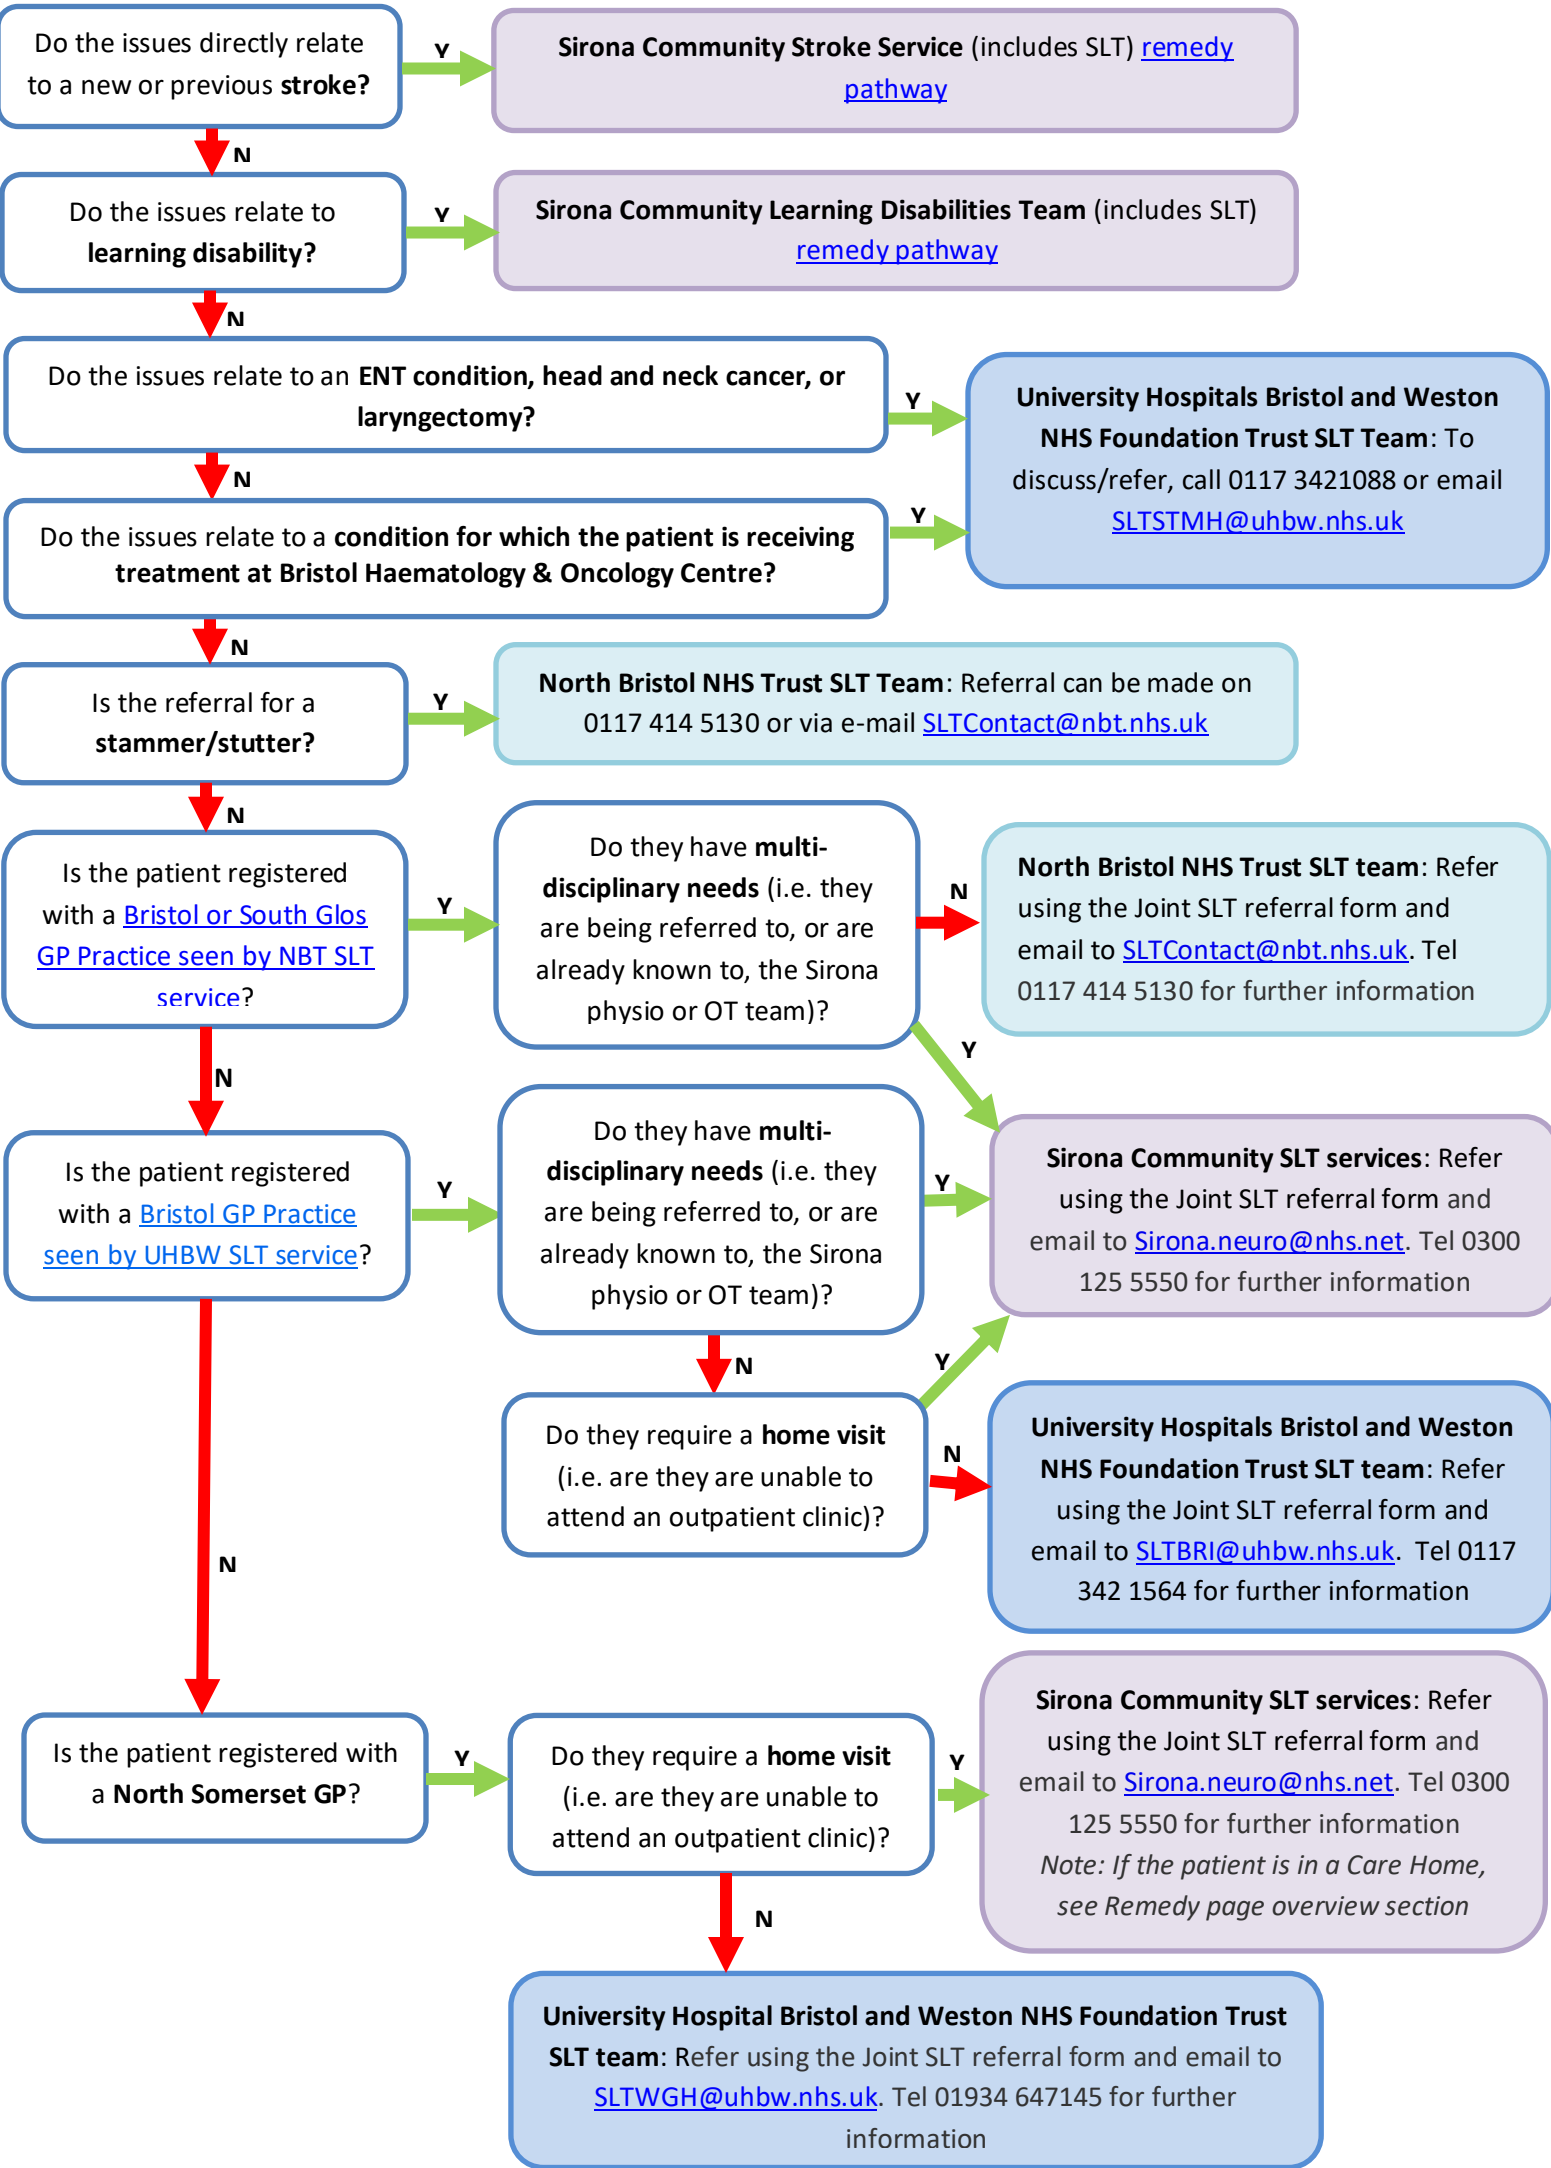 Do the issues directly relate
to a new or previous stroke?
Y
Sirona Community Stroke Service (includes SLT) remedy
pathway
N
Do the issues relate to
learning disability?
Y
Sirona Community Learning Disabilities Team (includes SLT)
remedy pathway
N
Do the issues relate to an ENT condition, head and neck cancer, or
laryngectomy?
Y
University Hospitals Bristol and Weston
NHS Foundation Trust SLT Team: To
discuss/refer, call 0117 3421088 or email
SLTSTMH@uhbw.nhs.uk
N
Do the issues relate to a condition for which the patient is receiving
treatment at Bristol Haematology & Oncology Centre?
Y
N
Is the referral for a
stammer/stutter?
Y
North Bristol NHS Trust SLT Team: Referral can be made on
0117 414 5130 or via e-mail SLTContact@nbt.nhs.uk
N
Is the patient registered
with a Bristol or South Glos
GP Practice seen by NBT SLT
service?
Y
Do they have multi-
disciplinary needs (i.e. they
are being referred to, or are
already known to, the Sirona
physio or OT team)?
N
North Bristol NHS Trust SLT team: Refer
using the Joint SLT referral form and
email to SLTContact@nbt.nhs.uk. Tel
0117 414 5130 for further information
Y
N
Is the patient registered
with a Bristol GP Practice
seen by UHBW SLT service?
Y
Do they have multi-
disciplinary needs (i.e. they
are being referred to, or are
already known to, the Sirona
physio or OT team)?
Y
Sirona Community SLT services: Refer
using the Joint SLT referral form and
email to Sirona.neuro@nhs.net. Tel 0300
125 5550 for further information
N
Y
Do they require a home visit
(i.e. are they are unable to
attend an outpatient clinic)?
N
University Hospitals Bristol and Weston
NHS Foundation Trust SLT team: Refer
using the Joint SLT referral form and
email to SLTBRI@uhbw.nhs.uk. Tel 0117
342 1564 for further information
N
Is the patient registered with
a North Somerset GP?
Y
Do they require a home visit
(i.e. are they are unable to
attend an outpatient clinic)?
Y
Sirona Community SLT services: Refer
using the Joint SLT referral form and
email to Sirona.neuro@nhs.net. Tel 0300
125 5550 for further information
Note: If the patient is in a Care Home,
see Remedy page overview section
N
University Hospital Bristol and Weston NHS Foundation Trust
SLT team: Refer using the Joint SLT referral form and email to
SLTWGH@uhbw.nhs.uk. Tel 01934 647145 for further
information